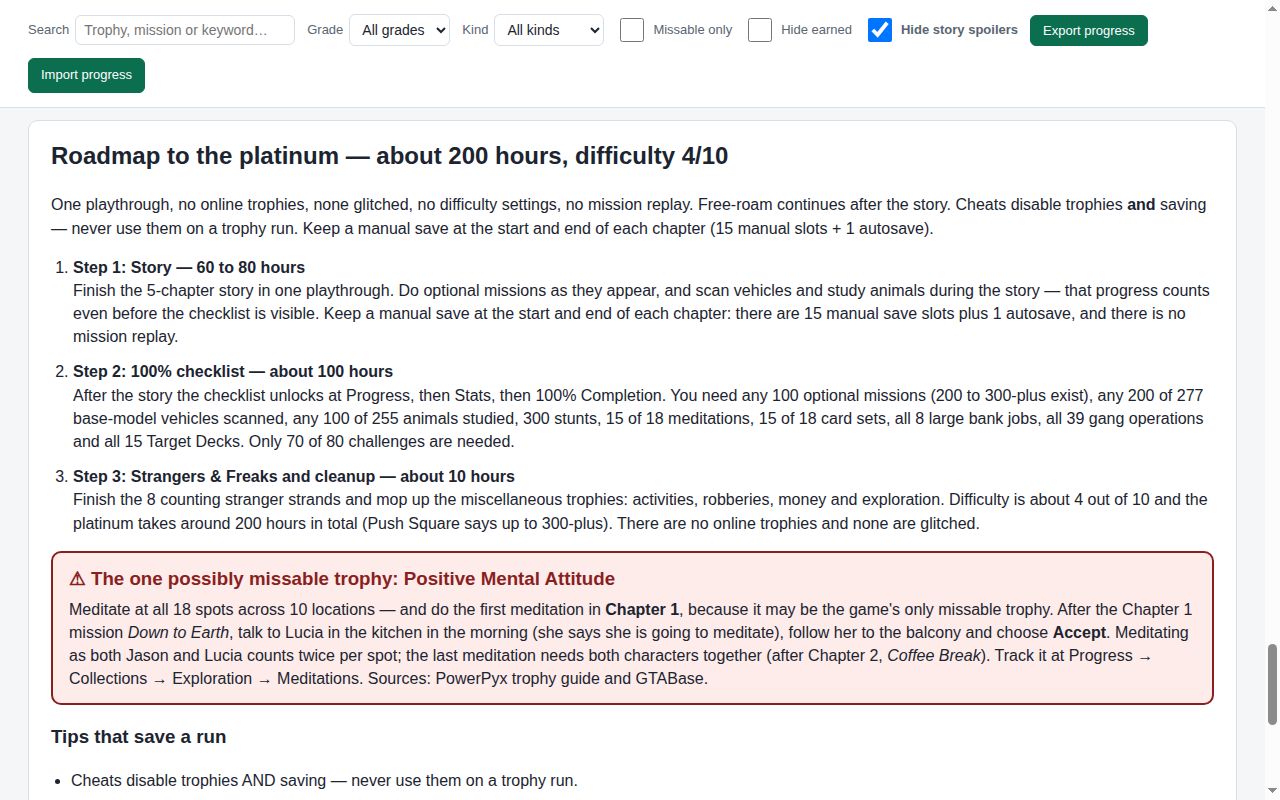 Search Trophy, mission or keyword… Grade All grades Kind All kinds Missable only Hide earned Hide story spoilers Export progress
Import progress
Roadmap to the platinum — about 200 hours, difficulty 4/10
One playthrough, no online trophies, none glitched, no difficulty settings, no mission replay. Free-roam continues after the story. Cheats disable trophies and saving
— never use them on a trophy run. Keep a manual save at the start and end of each chapter (15 manual slots + 1 autosave).
1. Step 1: Story — 60 to 80 hours
Finish the 5-chapter story in one playthrough. Do optional missions as they appear, and scan vehicles and study animals during the story — that progress counts
even before the checklist is visible. Keep a manual save at the start and end of each chapter: there are 15 manual save slots plus 1 autosave, and there is no
mission replay.
2. Step 2: 100% checklist — about 100 hours
After the story the checklist unlocks at Progress, then Stats, then 100% Completion. You need any 100 optional missions (200 to 300-plus exist), any 200 of 277
base-model vehicles scanned, any 100 of 255 animals studied, 300 stunts, 15 of 18 meditations, 15 of 18 card sets, all 8 large bank jobs, all 39 gang operations
and all 15 Target Decks. Only 70 of 80 challenges are needed.
3. Step 3: Strangers & Freaks and cleanup — about 10 hours
Finish the 8 counting stranger strands and mop up the miscellaneous trophies: activities, robberies, money and exploration. Difficulty is about 4 out of 10 and the
platinum takes around 200 hours in total (Push Square says up to 300-plus). There are no online trophies and none are glitched.
⚠ The one possibly missable trophy: Positive Mental Attitude
Meditate at all 18 spots across 10 locations — and do the first meditation in Chapter 1, because it may be the game's only missable trophy. After the Chapter 1
mission Down to Earth, talk to Lucia in the kitchen in the morning (she says she is going to meditate), follow her to the balcony and choose Accept. Meditating
as both Jason and Lucia counts twice per spot; the last meditation needs both characters together (after Chapter 2, Coffee Break). Track it at Progress →
Collections → Exploration → Meditations. Sources: PowerPyx trophy guide and GTABase.
Tips that save a run
• Cheats disable trophies AND saving — never use them on a trophy run.